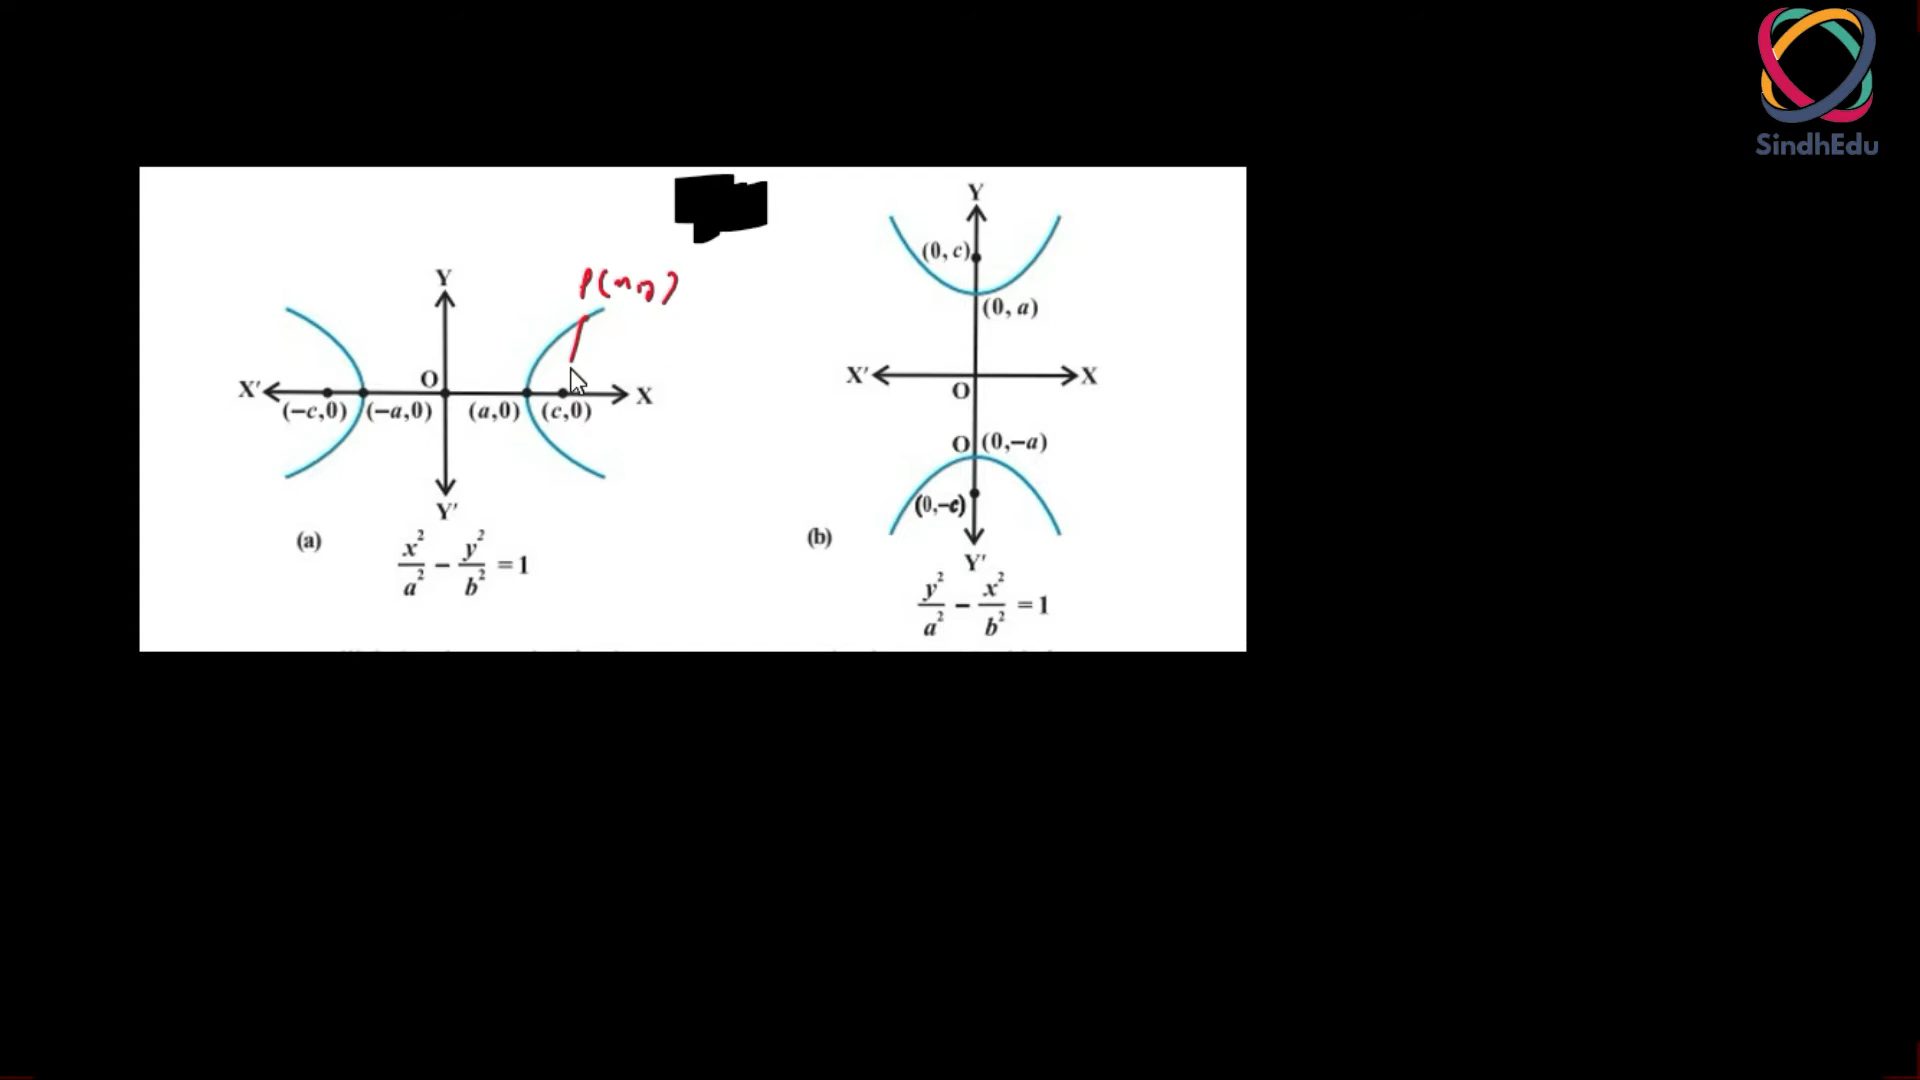 SindhEdu
Y
P(x,y)
X' O X
(−c,0) (−a,0) (a,0) (c,0)
Y'
(a)
x²/a² − y²/b² = 1
Y
(0, c)
(0, a)
X' X
O
O (0,−a)
(0,−c)
(b)
Y'
y²/a² − x²/b² = 1